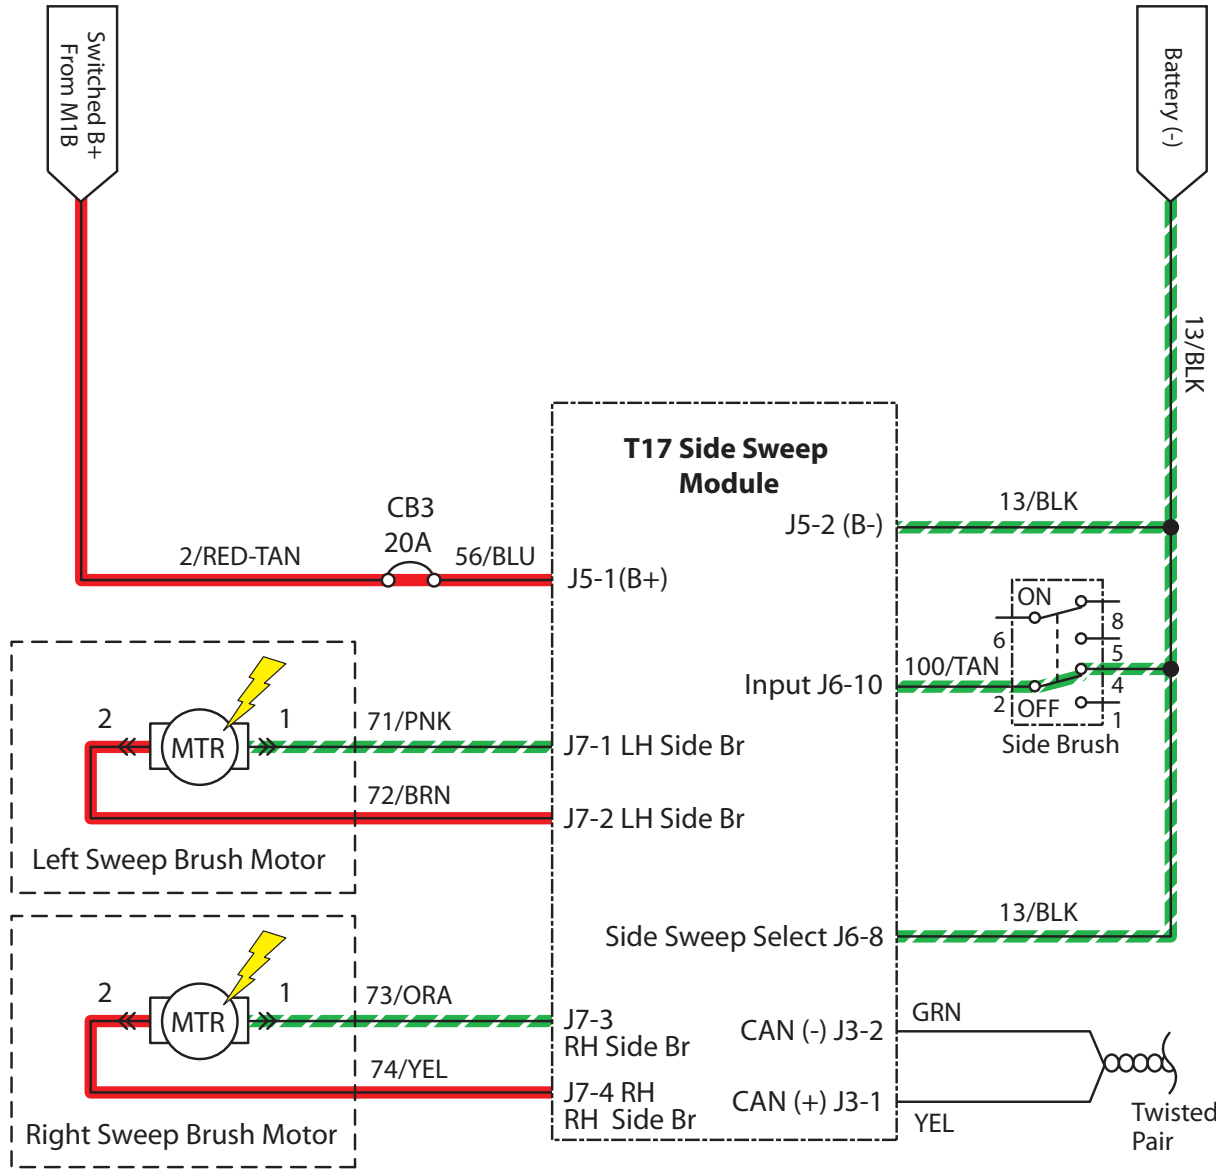 Switched B+
From M1B
Battery (-)
13/BLK
T17 Side Sweep
Module
CB3
20A
2/RED-TAN
56/BLU
J5-1(B+)
J5-2 (B-)
13/BLK
ON
6
8
5
4
2
OFF
1
Side Brush
Input J6-10
100/TAN
2
MTR
1
71/PNK
J7-1 LH Side Br
72/BRN
J7-2 LH Side Br
Left Sweep Brush Motor
Side Sweep Select J6-8
13/BLK
2
MTR
1
73/ORA
J7-3
RH Side Br
74/YEL
J7-4 RH
RH Side Br
Right Sweep Brush Motor
CAN (-) J3-2
GRN
CAN (+) J3-1
YEL
Twisted
Pair